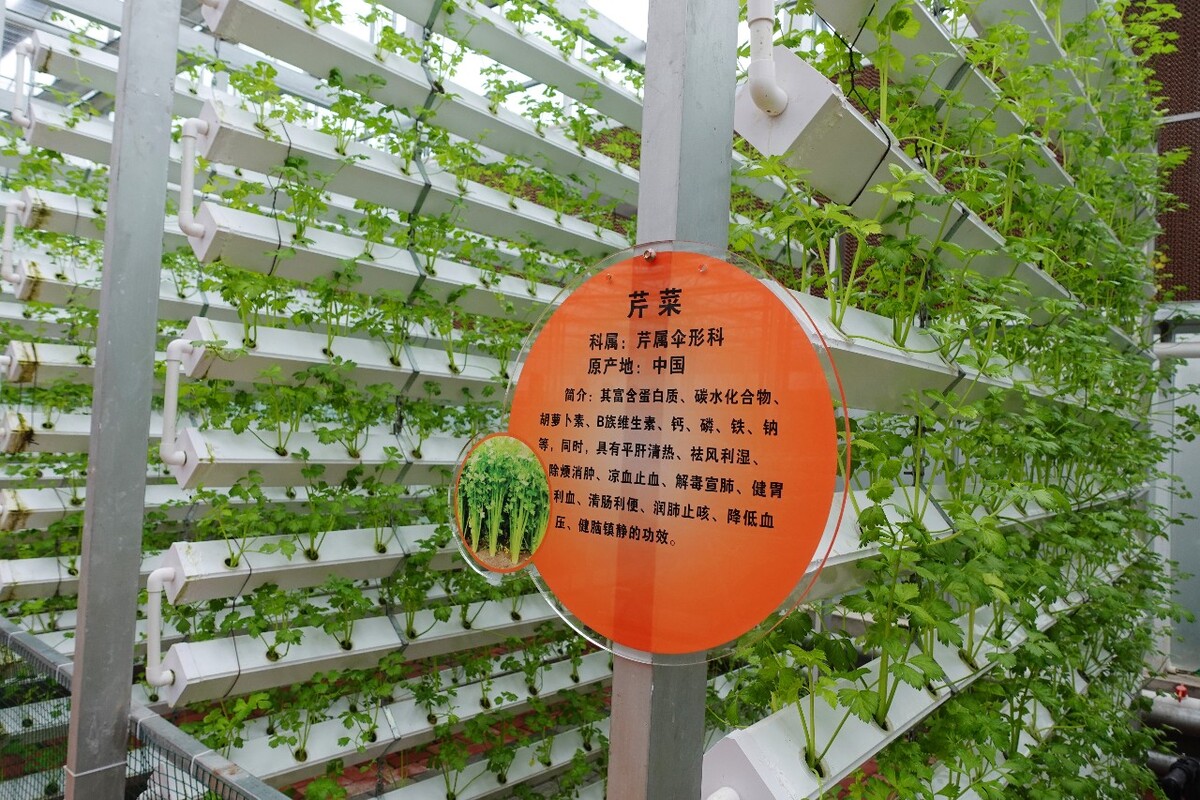 芹菜
科属：芹属伞形科
原产地：中国
简介：其富含蛋白质、碳水化合物、
胡萝卜素、B族维生素、钙、磷、铁、钠
等，同时，具有平肝清热、祛风利湿、
除烦消肿、凉血止血、解毒宣肺、健胃
利血、清肠利便、润肺止咳、降低血
压、健脑镇静的功效。